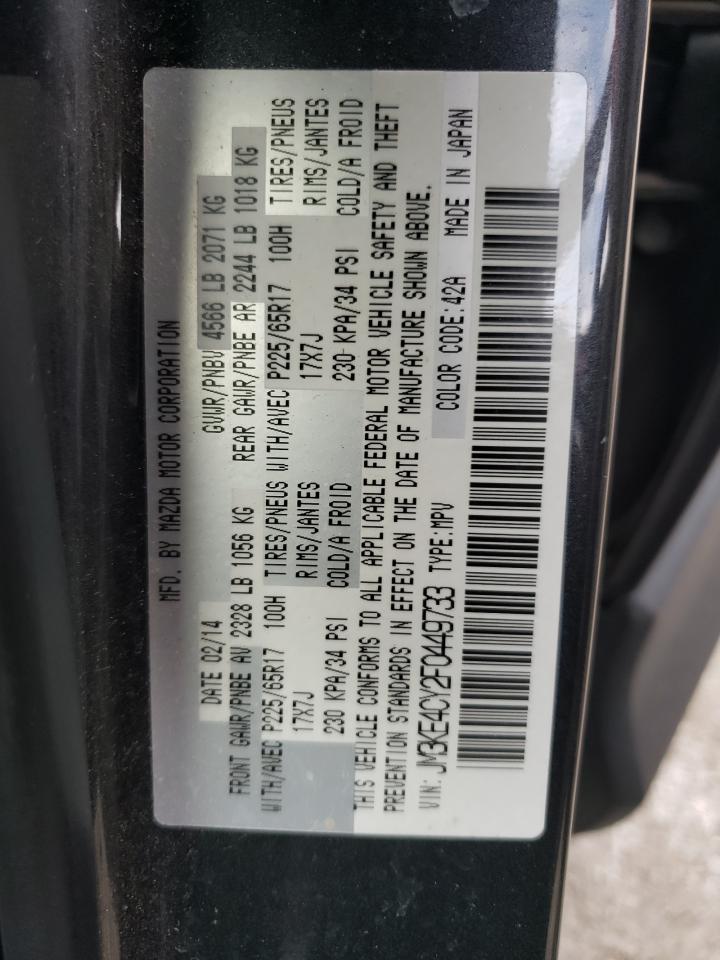 MFD. BY MAZDA MOTOR CORPORATION
DATE 02/14 GVWR/PNBV 4566 LB 2071 KG
FRONT GAWR/PNBE AV 2328 LB 1056 KG REAR GAWR/PNBE AR 2244 LB 1018 KG
WITH/AVEC P225/65R17 100H TIRES/PNEUS WITH/AVEC P225/65R17 100H TIRES/PNEUS
17X7J RIMS/JANTES 17X7J RIMS/JANTES
230 KPA/34 PSI COLD/A FROID 230 KPA/34 PSI COLD/A FROID
THIS VEHICLE CONFORMS TO ALL APPLICABLE FEDERAL MOTOR VEHICLE SAFETY AND THEFT
PREVENTION STANDARDS IN EFFECT ON THE DATE OF MANUFACTURE SHOWN ABOVE.
VIN: JM3KE4CY2F0449733 TYPE:MPV COLOR CODE:42A MADE IN JAPAN